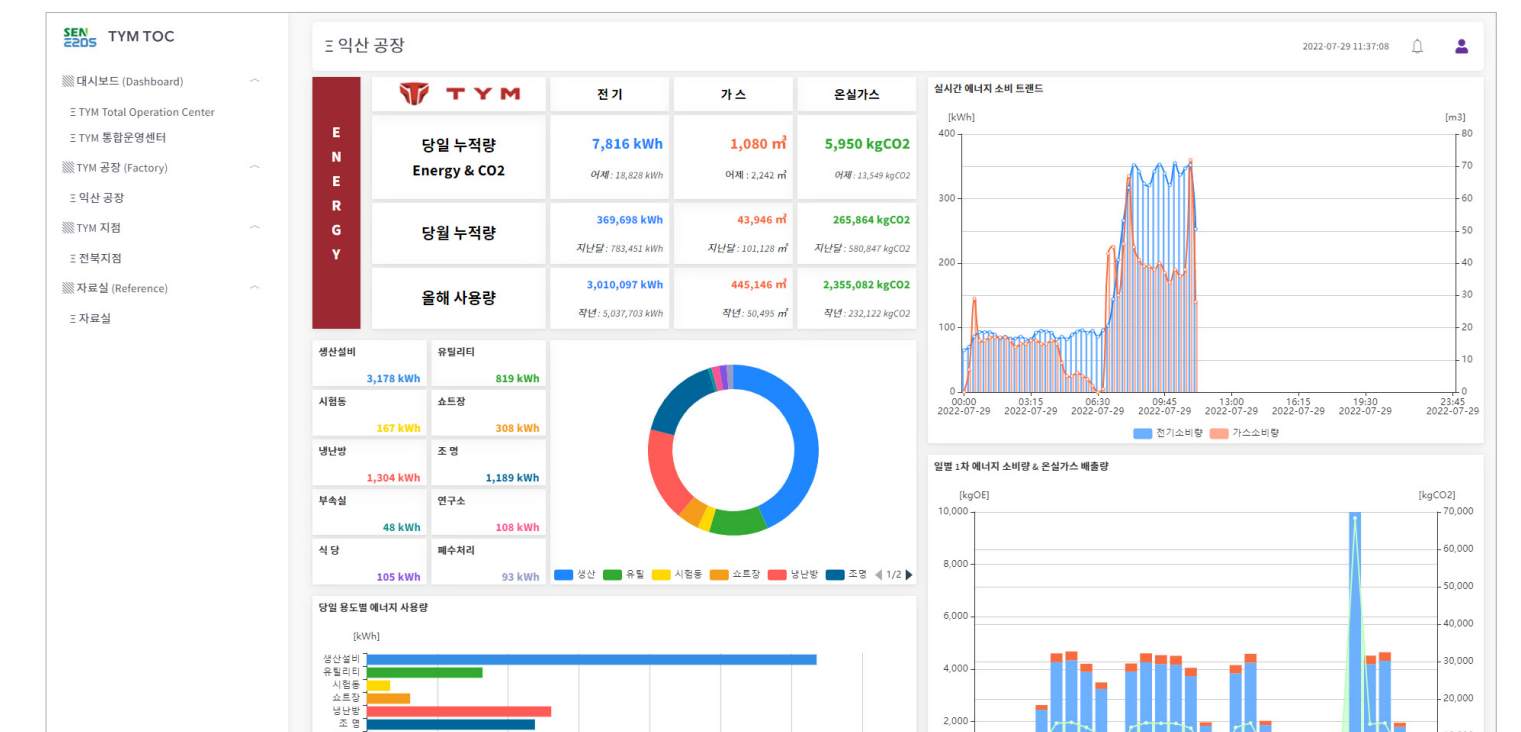 SEN
EEDS
TYM TOC
대시보드 (Dashboard)
Ξ TYM Total Operation Center
Ξ TYM 통합운영센터
TYM 공장 (Factory)
Ξ 익산 공장
TYM 지점
Ξ 전북지점
자료실 (Reference)
Ξ 자료실
Ξ 익산 공장
2022-07-29 11:37:08
ENERGY
TYM
전 기
가 스
온실가스
당일 누적량
Energy & CO2
7,816 kWh
어제 : 18,828 kWh
1,080 ㎥
어제 : 2,242 ㎥
5,950 kgCO2
어제 : 13,549 kgCO2
당월 누적량
369,698 kWh
지난달 : 783,451 kWh
43,946 ㎥
지난달 : 101,128 ㎥
265,864 kgCO2
지난달 : 580,847 kgCO2
올해 사용량
3,010,097 kWh
작년 : 5,037,703 kWh
445,146 ㎥
작년 : 50,495 ㎥
2,355,082 kgCO2
작년 : 232,122 kgCO2
생산설비
3,178 kWh
유틸리티
819 kWh
시험동
167 kWh
쇼트장
308 kWh
냉난방
1,304 kWh
조 명
1,189 kWh
부속실
48 kWh
연구소
108 kWh
식 당
105 kWh
폐수처리
93 kWh
생산 유틸 시험동 쇼트장 냉난방 조명 1/2
당일 용도별 에너지 사용량
[kWh]
생산설비
유틸리티
시험동
쇼트장
냉난방
조 명
실시간 에너지 소비 트랜드
[kWh] [m3]
400 80
70
300 60
50
200 40
30
100 20
10
0 0
00:00 03:15 06:30 09:45 13:00 16:15 19:30 23:45
2022-07-29 2022-07-29 2022-07-29 2022-07-29 2022-07-29 2022-07-29 2022-07-29 2022-07-29
전기소비량 가스소비량
일별 1차 에너지 소비량 & 온실가스 배출량
[kgOE] [kgCO2]
10,000 70,000
60,000
8,000
50,000
6,000
40,000
4,000 30,000
20,000
2,000